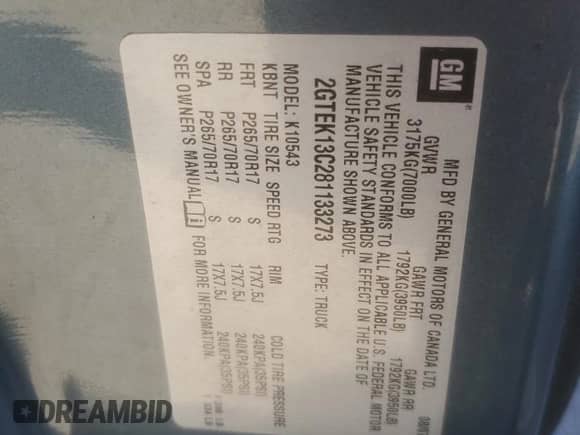 GM
MFD BY GENERAL MOTORS OF CANADA LTD.
GVWR GAWR FRT GAWR RR
3175KG(7000LB) 1792KG(3950LB) 1792KG(3950LB)
THIS VEHICLE CONFORMS TO ALL APPLICABLE U.S. FEDERAL MOTOR
VEHICLE SAFETY STANDARDS IN EFFECT ON THE DATE OF
MANUFACTURE SHOWN ABOVE.
2GTEK13C281133273 TYPE: TRUCK
MODEL: K10543
KBNT TIRE SIZE SPEED RTG RIM COLD TIRE PRESSURE
FRT P265/70R17 S 17X7.5J 240KPA(35PSI)
RR P265/70R17 S 17X7.5J 240KPA(35PSI)
SPA P265/70R17 S 17X7.5J 240KPA(35PSI)
SEE OWNER'S MANUAL FOR MORE INFORMATION.
DREAMBID